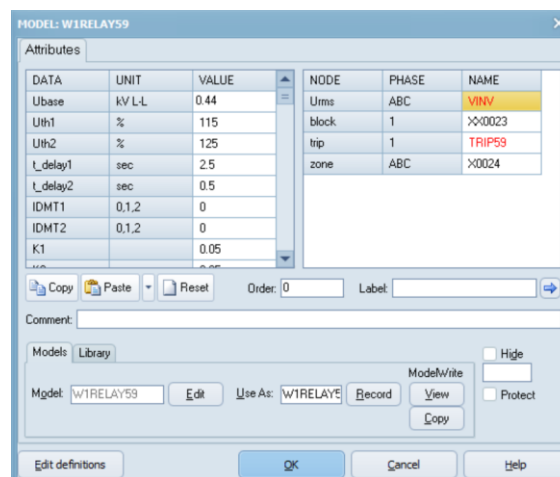 MODEL: W1RELAY59
Attributes
DATA UNIT VALUE
Ubase kV L-L 0.44
Uth1 % 115
Uth2 % 125
t_delay1 sec 2.5
t_delay2 sec 0.5
IDMT1 0,1,2 0
IDMT2 0,1,2 0
K1 0.05
NODE PHASE NAME
Urms ABC VINV
block 1 XX0023
trip 1 TRIP59
zone ABC X0024
Copy Paste Reset Order: 0 Label:
Comment:
Models Library
Hide
ModelWrite
Model: W1RELAY59 Edit Use As: W1RELAY5 Record View Protect
Copy
Edit definitions OK Cancel Help